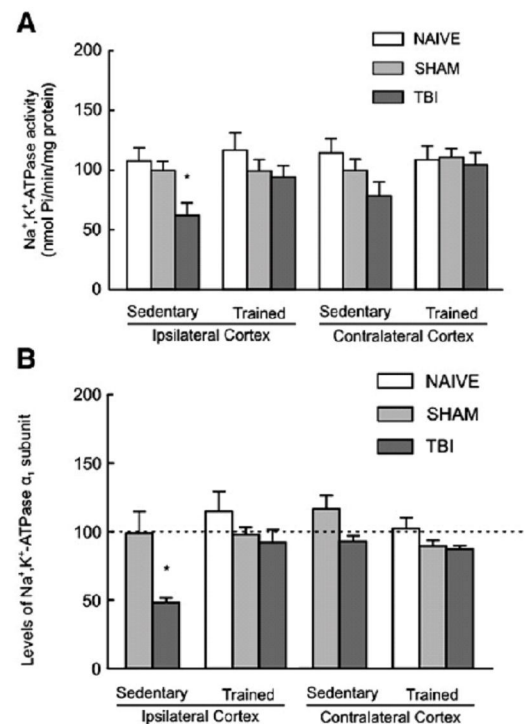 A
NAIVE
SHAM
TBI
Na⁺,K⁺-ATPase activity
(nmol Pi/min/mg protein)
200
150
100
50
0
*
Sedentary Trained Sedentary Trained
Ipsilateral Cortex Contralateral Cortex
B
NAIVE
SHAM
TBI
Levels of Na⁺,K⁺-ATPase α₁ subunit
200
150
100
50
0
*
Sedentary Trained Sedentary Trained
Ipsilateral Cortex Contralateral Cortex